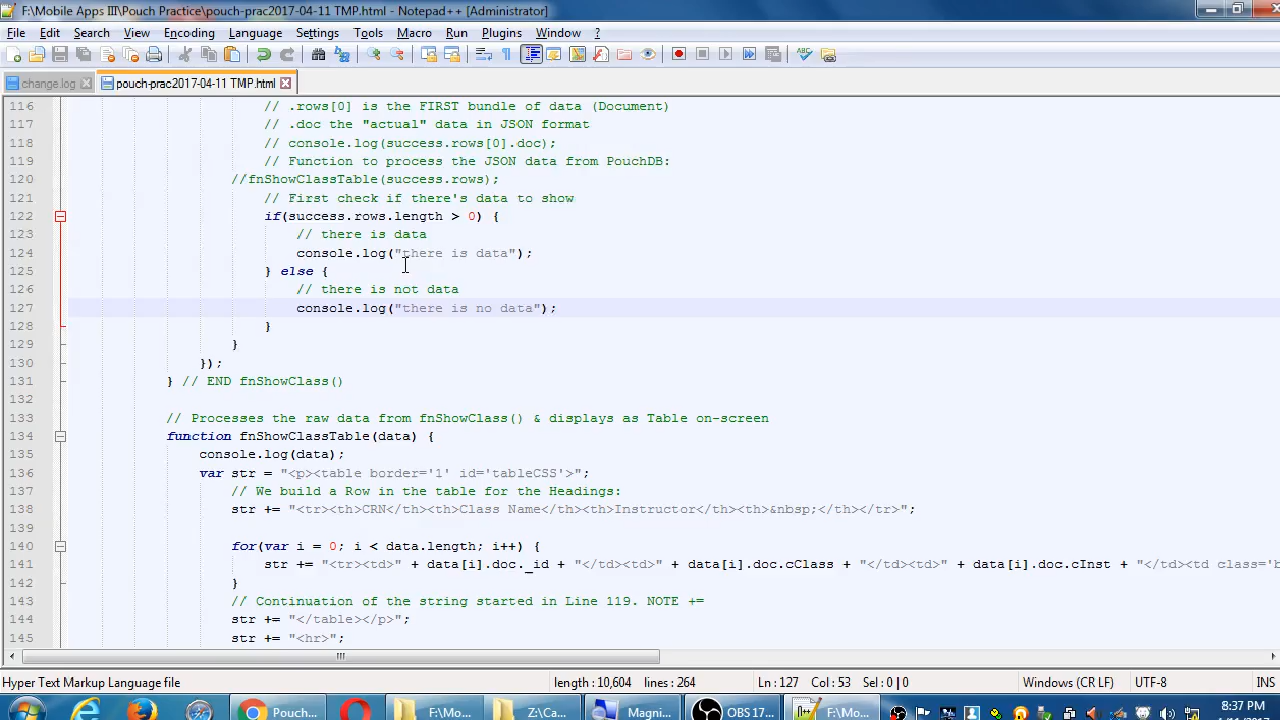 F:\Mobile Apps III\Pouch Practice\pouch-prac2017-04-11 TMP.html - Notepad++ [Administrator]
File Edit Search View Encoding Language Settings Tools Macro Run Plugins Window ?
change.log pouch-prac2017-04-11 TMP.html
116 // .rows[0] is the FIRST bundle of data (Document)
117 // .doc the "actual" data in JSON format
118 // console.log(success.rows[0].doc);
119 // Function to process the JSON data from PouchDB:
120 //fnShowClassTable(success.rows);
121 // First check if there's data to show
122 if(success.rows.length > 0) {
123 // there is data
124 console.log("there is data");
125 } else {
126 // there is not data
127 console.log("there is no data");
128 }
129 }
130 });
131 } // END fnShowClass()
132
133 // Processes the raw data from fnShowClass() & displays as Table on-screen
134 function fnShowClassTable(data) {
135 console.log(data);
136 var str = "<p><table border='1' id='tableCSS'>";
137 // We build a Row in the table for the Headings:
138 str += "<tr><th>CRN</th><th>Class Name</th><th>Instructor</th><th>&nbsp;</th></tr>";
139
140 for(var i = 0; i < data.length; i++) {
141 str += "<tr><td>" + data[i].doc._id + "</td><td>" + data[i].doc.cClass + "</td><td>" + data[i].doc.cInst + "</td><td class='b
142 }
143 // Continuation of the string started in Line 119. NOTE +=
144 str += "</table></p>";
145 str += "<hr>";
Hyper Text Markup Language file length : 10,604 lines : 264 Ln : 127 Col : 53 Sel : 0 | 0 Windows (CR LF) UTF-8 INS
Pouch... F:\Mo... Z:\Ca... Magni... OBS 17... F:\Mo... 8:37 PM